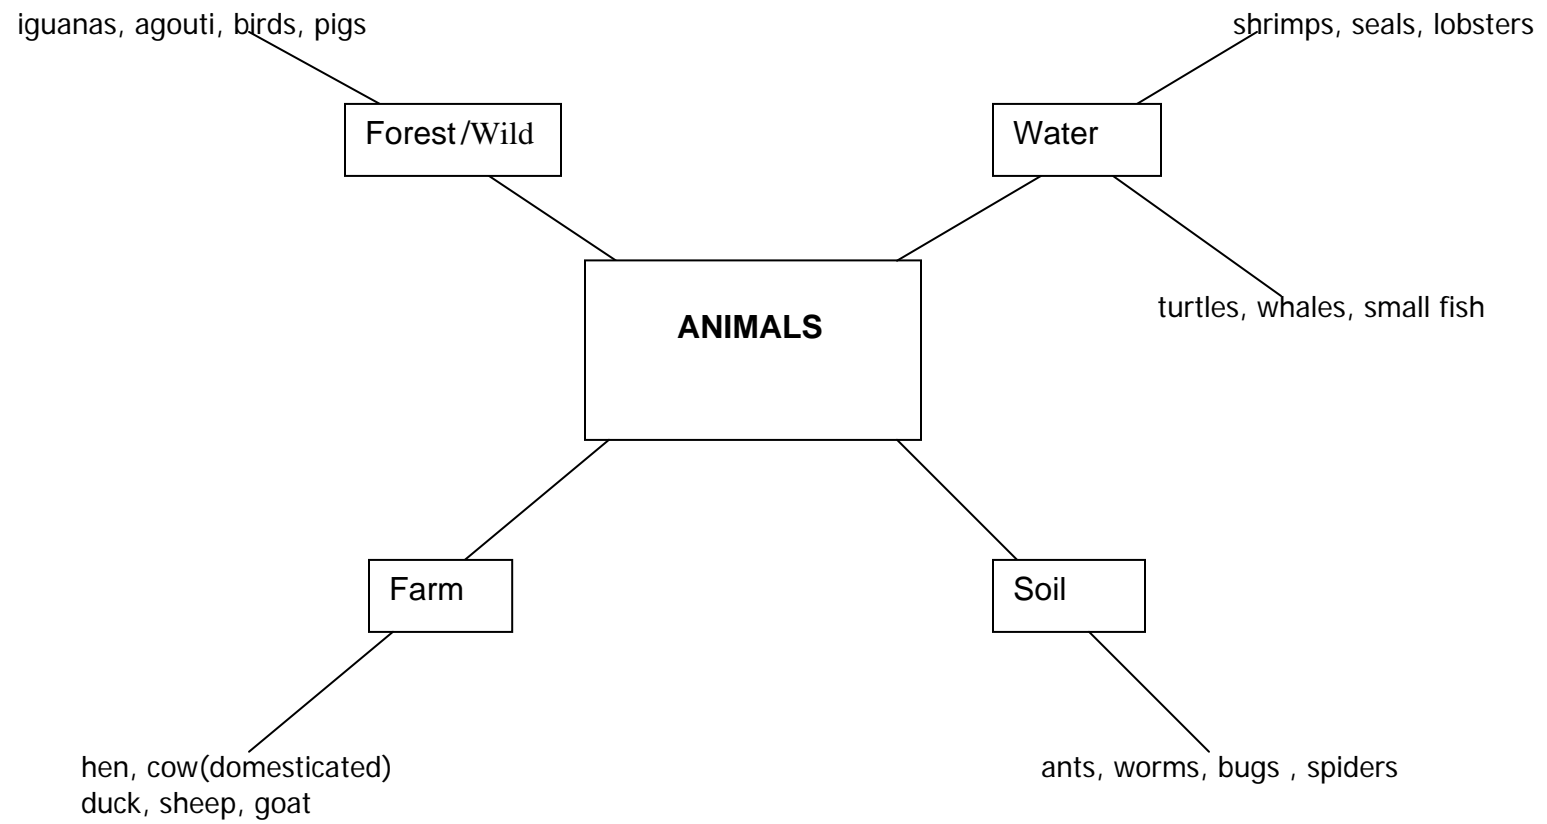 iguanas, agouti, birds, pigs
shrimps, seals, lobsters
Forest/Wild
Water
turtles, whales, small fish
ANIMALS
Farm
Soil
hen, cow(domesticated)
duck, sheep, goat
ants, worms, bugs , spiders